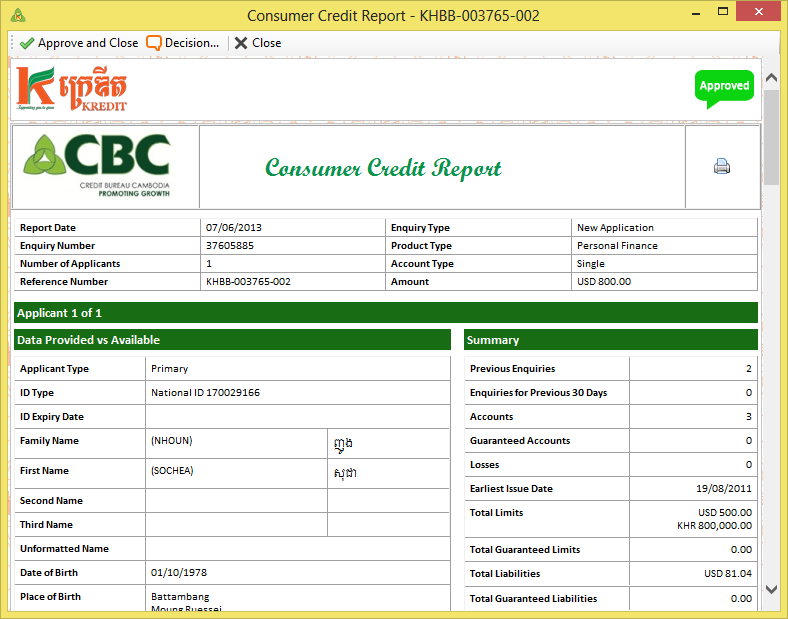 Consumer Credit Report - KHBB-003765-002
Approve and Close Decision... Close
ក្រេឌីត
KREDIT
Approved
CBC
CREDIT BUREAU CAMBODIA
PROMOTING GROWTH
Consumer Credit Report
Report Date 07/06/2013 Enquiry Type New Application
Enquiry Number 37605885 Product Type Personal Finance
Number of Applicants 1 Account Type Single
Reference Number KHBB-003765-002 Amount USD 800.00
Applicant 1 of 1
Data Provided vs Available
Applicant Type Primary
ID Type National ID 170029166
ID Expiry Date
Family Name (NHOUN) ញូង
First Name (SOCHEA) សុជា
Second Name
Third Name
Unformatted Name
Date of Birth 01/10/1978
Place of Birth Battambang
Moung Ruessei
Summary
Previous Enquiries 2
Enquiries for Previous 30 Days 0
Accounts 3
Guaranteed Accounts 0
Losses 0
Earliest Issue Date 19/08/2011
Total Limits USD 500.00
KHR 800,000.00
Total Guaranteed Limits 0.00
Total Liabilities USD 81.04
Total Guaranteed Liabilities 0.00